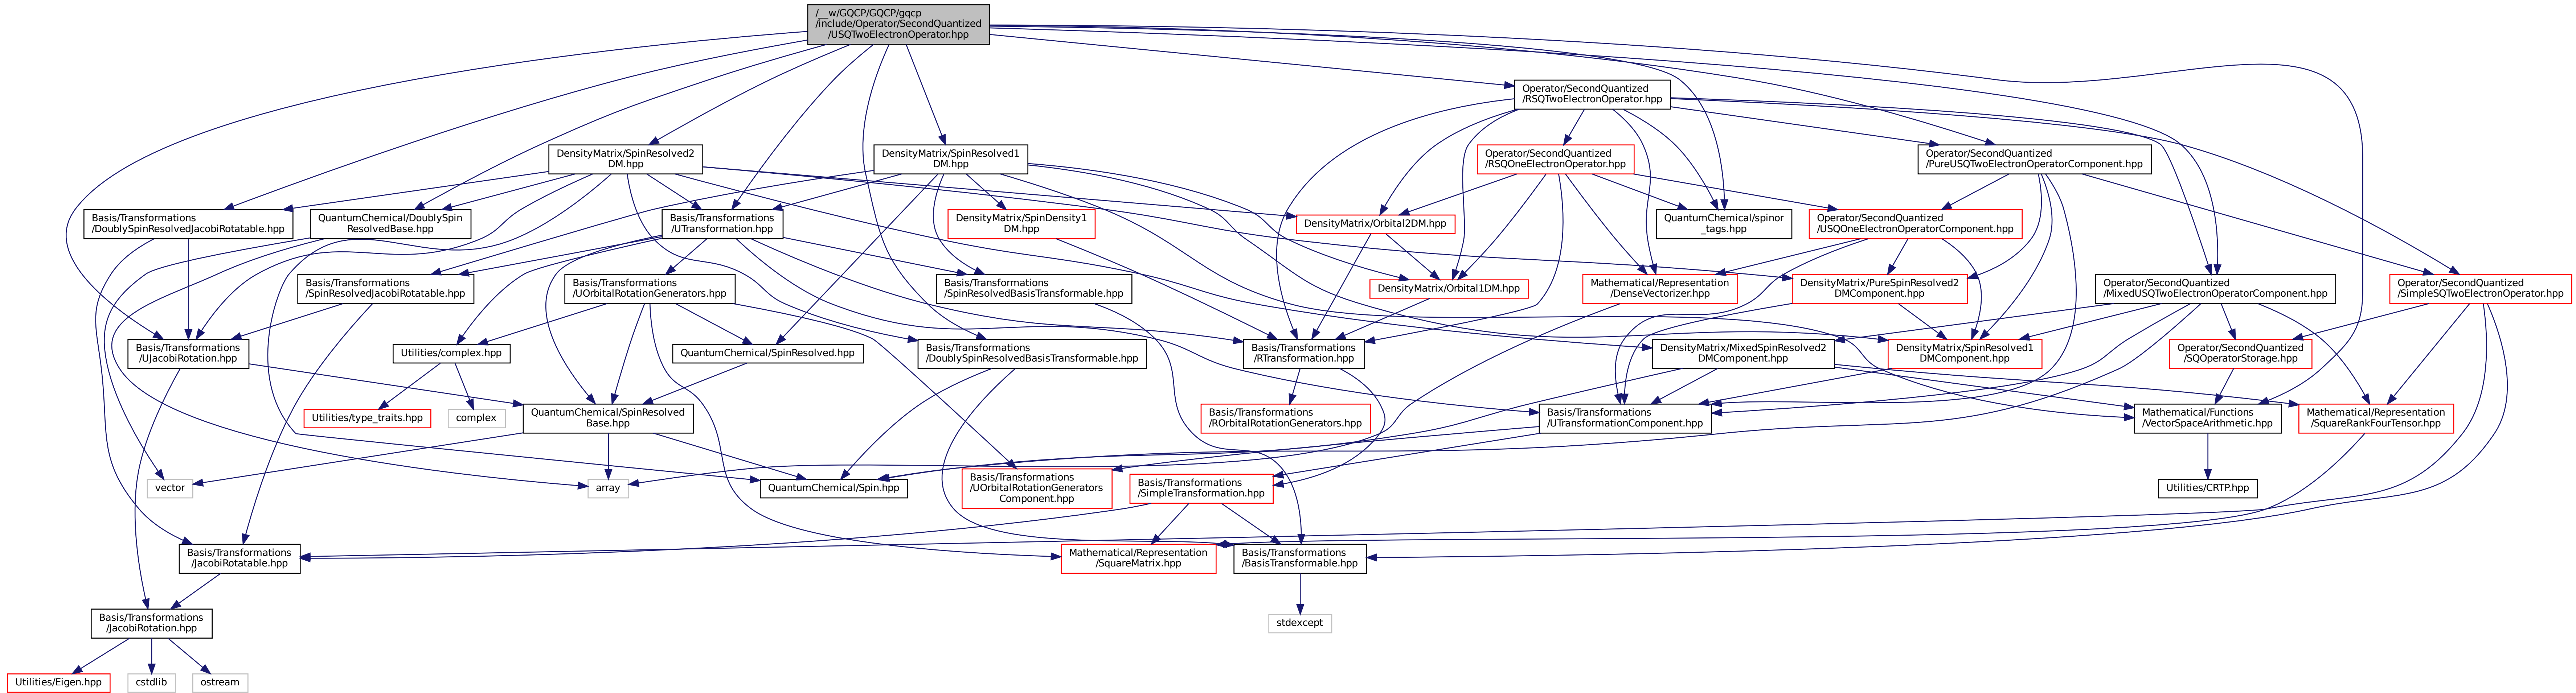 /__w/GQCP/GQCP/gqcp
/include/Operator/SecondQuantized
/USQTwoElectronOperator.hpp
Operator/SecondQuantized
/RSQTwoElectronOperator.hpp
DensityMatrix/SpinResolved2
DM.hpp
DensityMatrix/SpinResolved1
DM.hpp
Operator/SecondQuantized
/RSQOneElectronOperator.hpp
Operator/SecondQuantized
/PureUSQTwoElectronOperatorComponent.hpp
Basis/Transformations
/DoublySpinResolvedJacobiRotatable.hpp
QuantumChemical/DoublySpin
ResolvedBase.hpp
Basis/Transformations
/UTransformation.hpp
DensityMatrix/SpinDensity1
DM.hpp
DensityMatrix/Orbital2DM.hpp
QuantumChemical/spinor
_tags.hpp
Operator/SecondQuantized
/USQOneElectronOperatorComponent.hpp
Basis/Transformations
/SpinResolvedJacobiRotatable.hpp
Basis/Transformations
/UOrbitalRotationGenerators.hpp
Basis/Transformations
/SpinResolvedBasisTransformable.hpp
DensityMatrix/Orbital1DM.hpp
Mathematical/Representation
/DenseVectorizer.hpp
DensityMatrix/PureSpinResolved2
DMComponent.hpp
Operator/SecondQuantized
/MixedUSQTwoElectronOperatorComponent.hpp
Operator/SecondQuantized
/SimpleSQTwoElectronOperator.hpp
Basis/Transformations
/UJacobiRotation.hpp
Utilities/complex.hpp
QuantumChemical/SpinResolved.hpp
Basis/Transformations
/DoublySpinResolvedBasisTransformable.hpp
Basis/Transformations
/RTransformation.hpp
DensityMatrix/MixedSpinResolved2
DMComponent.hpp
DensityMatrix/SpinResolved1
DMComponent.hpp
Operator/SecondQuantized
/SQOperatorStorage.hpp
Utilities/type_traits.hpp
complex
QuantumChemical/SpinResolved
Base.hpp
Basis/Transformations
/ROrbitalRotationGenerators.hpp
Basis/Transformations
/UTransformationComponent.hpp
Mathematical/Functions
/VectorSpaceArithmetic.hpp
Mathematical/Representation
/SquareRankFourTensor.hpp
vector
array
QuantumChemical/Spin.hpp
Basis/Transformations
/UOrbitalRotationGenerators
Component.hpp
Basis/Transformations
/SimpleTransformation.hpp
Utilities/CRTP.hpp
Basis/Transformations
/JacobiRotatable.hpp
Mathematical/Representation
/SquareMatrix.hpp
Basis/Transformations
/BasisTransformable.hpp
Basis/Transformations
/JacobiRotation.hpp
stdexcept
Utilities/Eigen.hpp
cstdlib
ostream